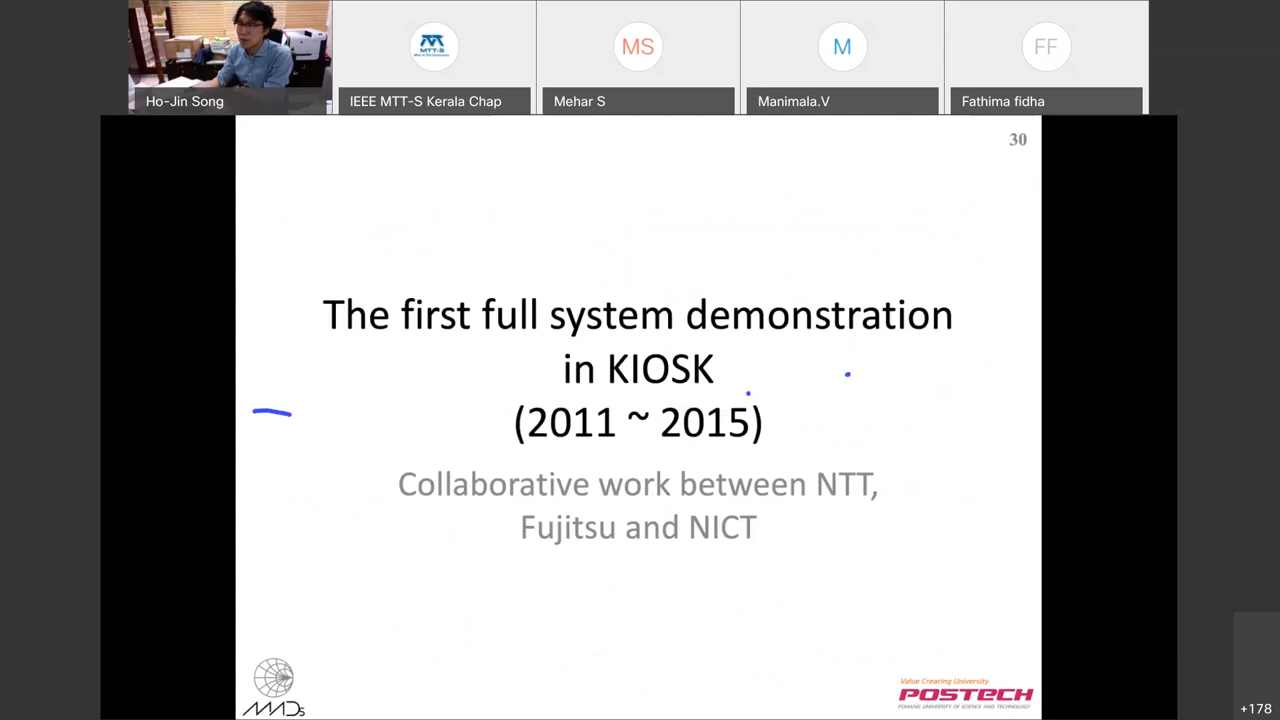 MTT-S
MS
M
FF
Ho-Jin Song
IEEE MTT-S Kerala Chap
Mehar S
Manimala.V
Fathima fidha
30
The first full system demonstration
in KIOSK
(2011 ~ 2015)
Collaborative work between NTT,
Fujitsu and NICT
Value Creating University
POSTECH
POHANG UNIVERSITY OF SCIENCE AND TECHNOLOGY
+178